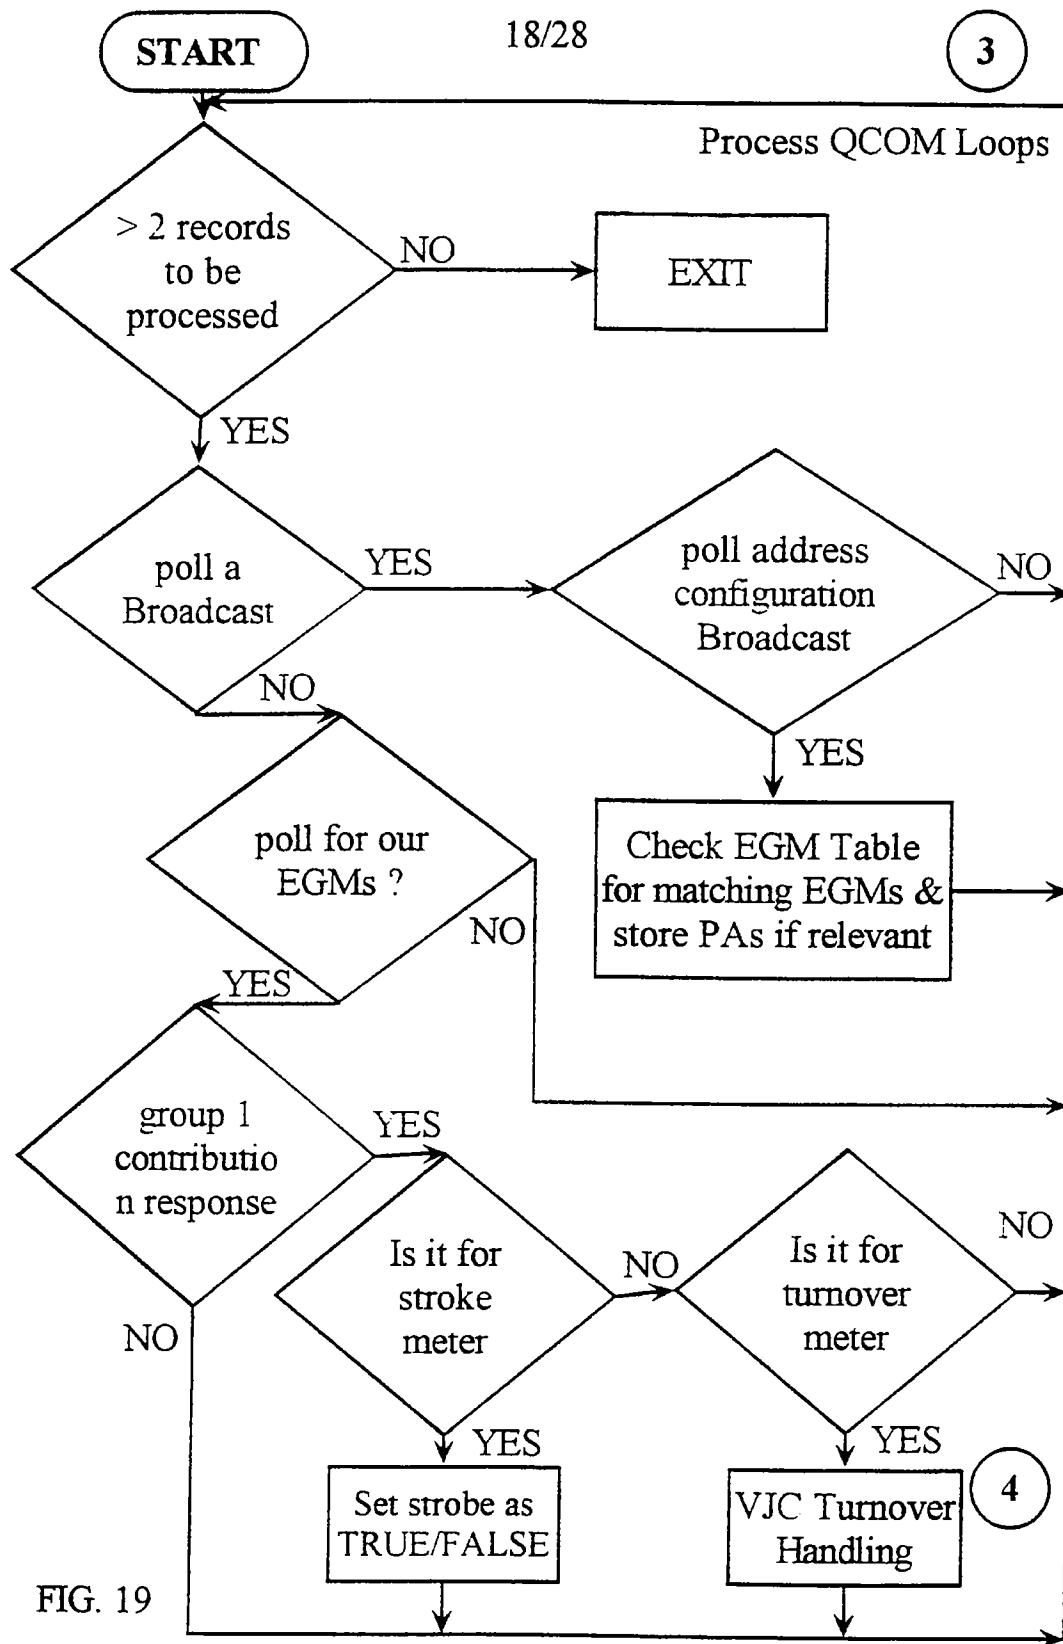 START
18/28
3
Process QCOM Loops
> 2 records
to be
processed
NO
EXIT
YES
poll a
Broadcast
YES
poll address
configuration
Broadcast
NO
NO
YES
poll for our
EGMs ?
NO
Check EGM Table
for matching EGMs &
store PAs if relevant
YES
group 1
contributio
n response
YES
NO
Is it for
stroke
meter
NO
Is it for
turnover
meter
NO
YES
YES
Set strobe as
TRUE/FALSE
VJC Turnover
Handling
4
FIG. 19